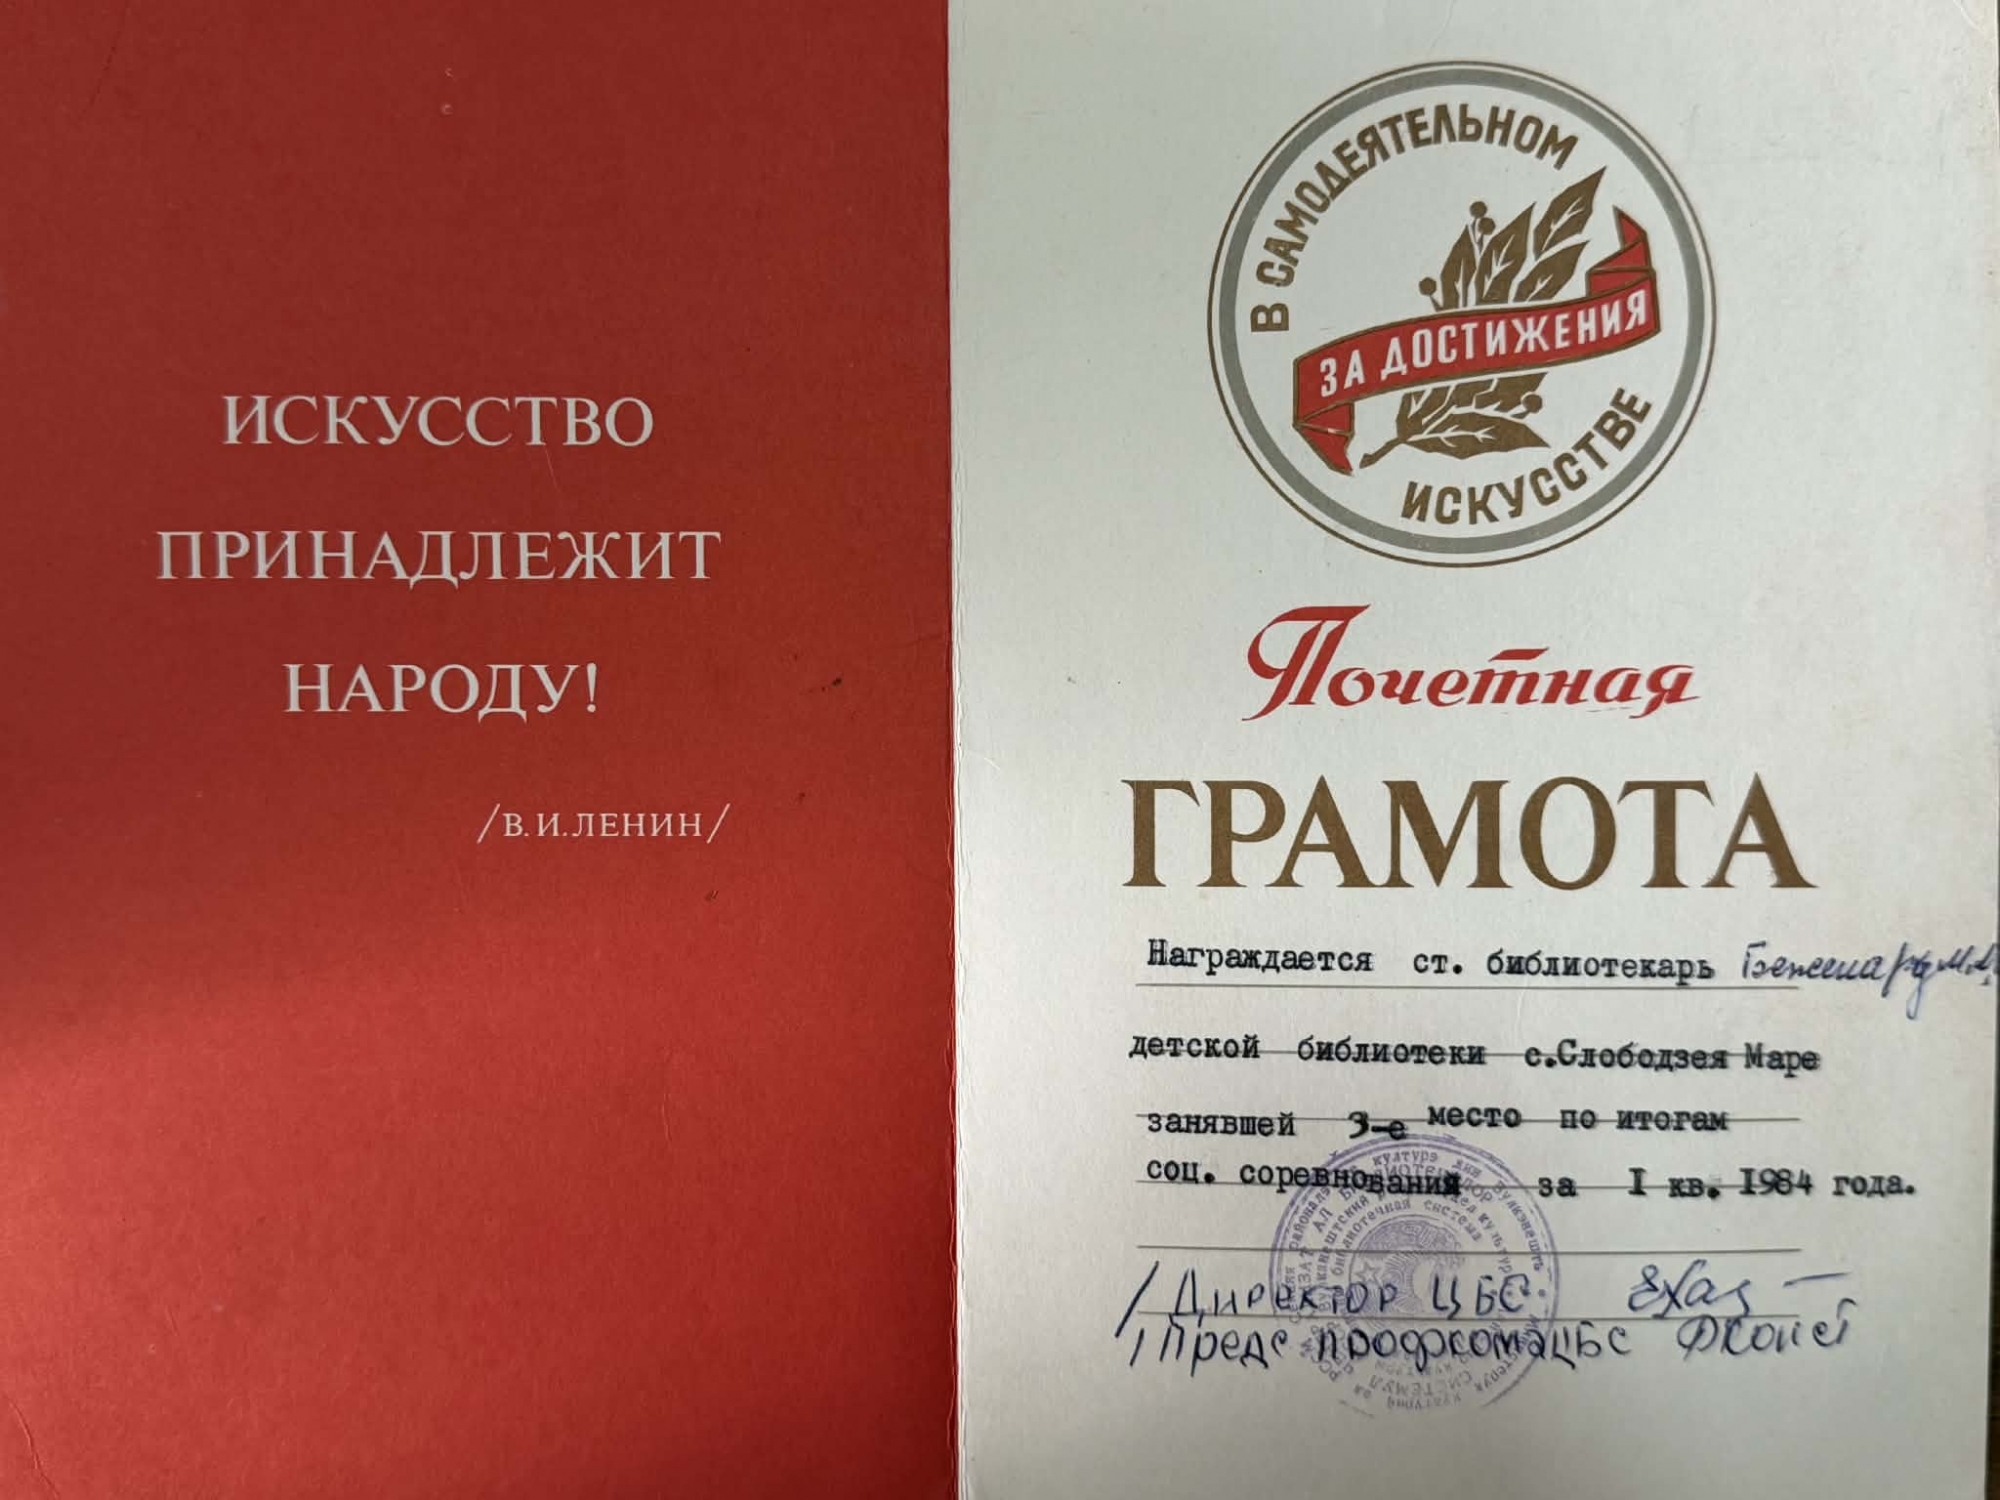 ИСКУССТВО
ПРИНАДЛЕЖИТ
НАРОДУ!
/В.И.ЛЕНИН/
В САМОДЕЯТЕЛЬНОМ
ЗА ДОСТИЖЕНИЯ
ИСКУССТВЕ
Почетная
ГРАМОТА
Награждается ст. библиотекарь
детской библиотеки с.Слободзея Маре
занявшей 3-е место по итогам
соц. соревнования за I кв. 1984 года.
/ Директор ЦБС
/ Предс профкома ЦБС